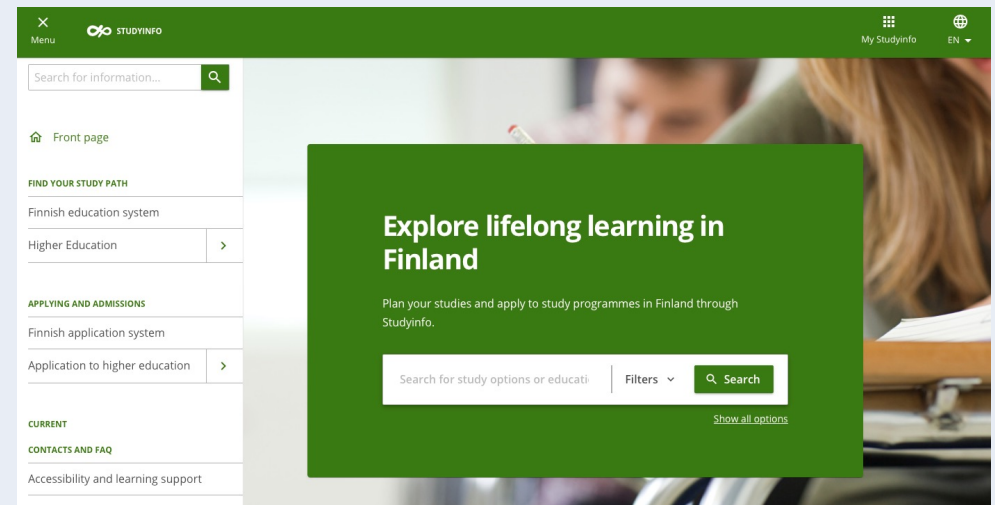 Menu
STUDYINFO
My Studyinfo
EN
Search for information...
Front page
FIND YOUR STUDY PATH
Finnish education system
Higher Education
APPLYING AND ADMISSIONS
Finnish application system
Application to higher education
CURRENT
CONTACTS AND FAQ
Accessibility and learning support
Explore lifelong learning in
Finland
Plan your studies and apply to study programmes in Finland through
Studyinfo.
Search for study options or educati
Filters
Search
Show all options